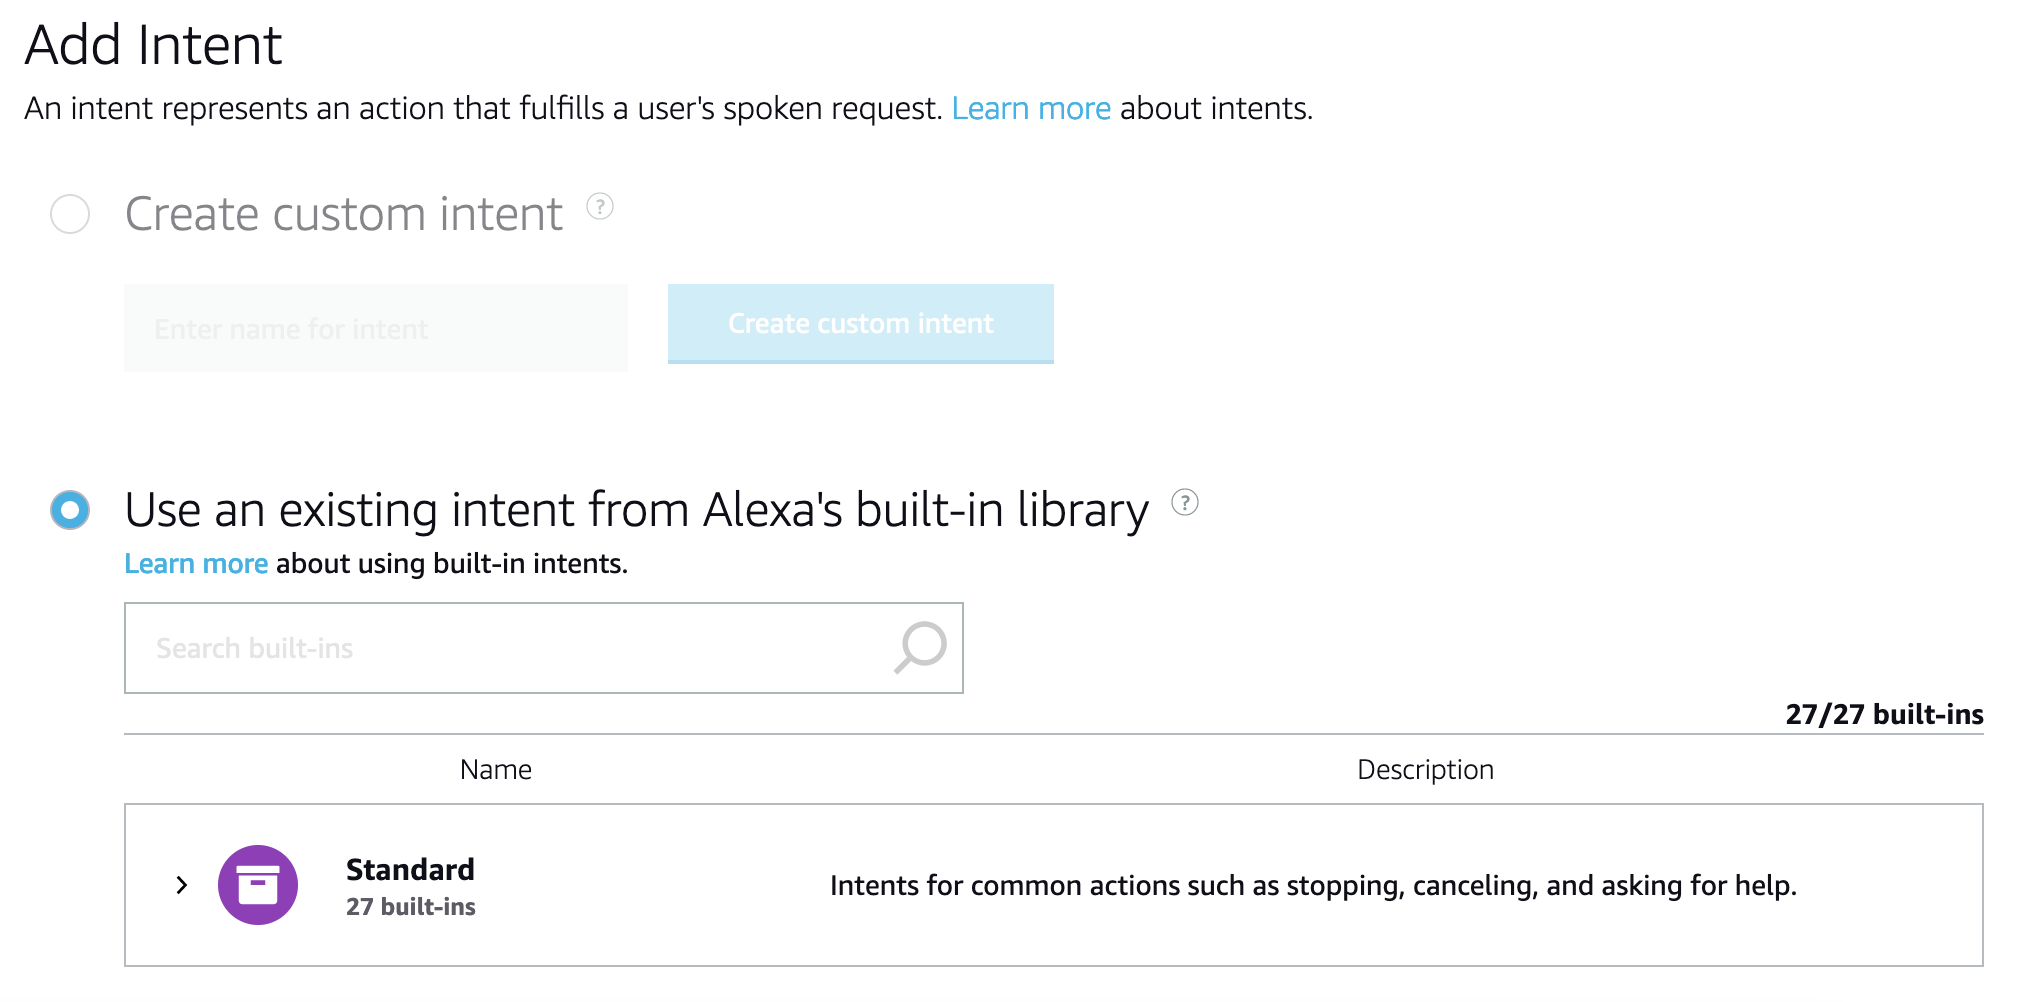 Add Intent
An intent represents an action that fulfills a user's spoken request. Learn more about intents.
Create custom intent ?
Enter name for intent
Create custom intent
Use an existing intent from Alexa's built-in library ?
Learn more about using built-in intents.
Search built-ins
27/27 built-ins
Name Description
Standard
27 built-ins
Intents for common actions such as stopping, canceling, and asking for help.